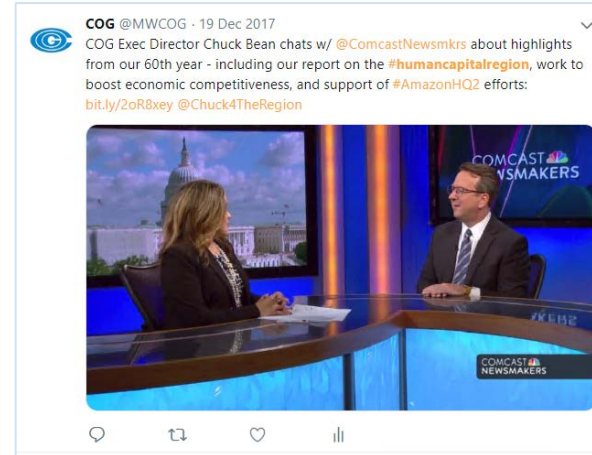 COG @MWCOG · 19 Dec 2017
COG Exec Director Chuck Bean chats w/ @ComcastNewsmkrs about highlights
from our 60th year - including our report on the #humancapitalregion, work to
boost economic competitiveness, and support of #AmazonHQ2 efforts:
bit.ly/2oR8xey @Chuck4TheRegion
COMCAST
WSMAKERS
COMCAST
NEWSMAKERS